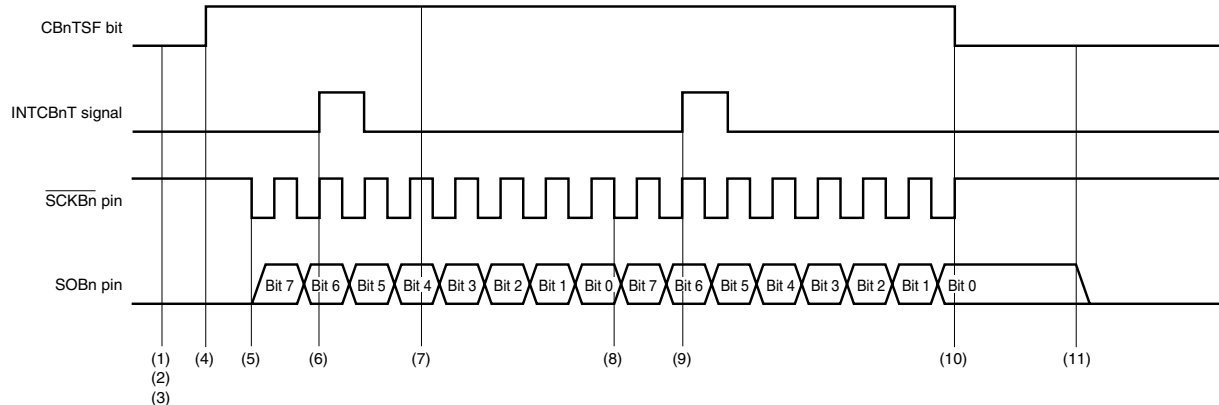 CBnTSF bit
INTCBnT signal
SCKBn pin
SOBn pin
Bit 7 Bit 6 Bit 5 Bit 4 Bit 3 Bit 2 Bit 1 Bit 0 Bit 7 Bit 6 Bit 5 Bit 4 Bit 3 Bit 2 Bit 1 Bit 0
(1) (4) (5) (6) (7) (8) (9) (10) (11)
(2)
(3)